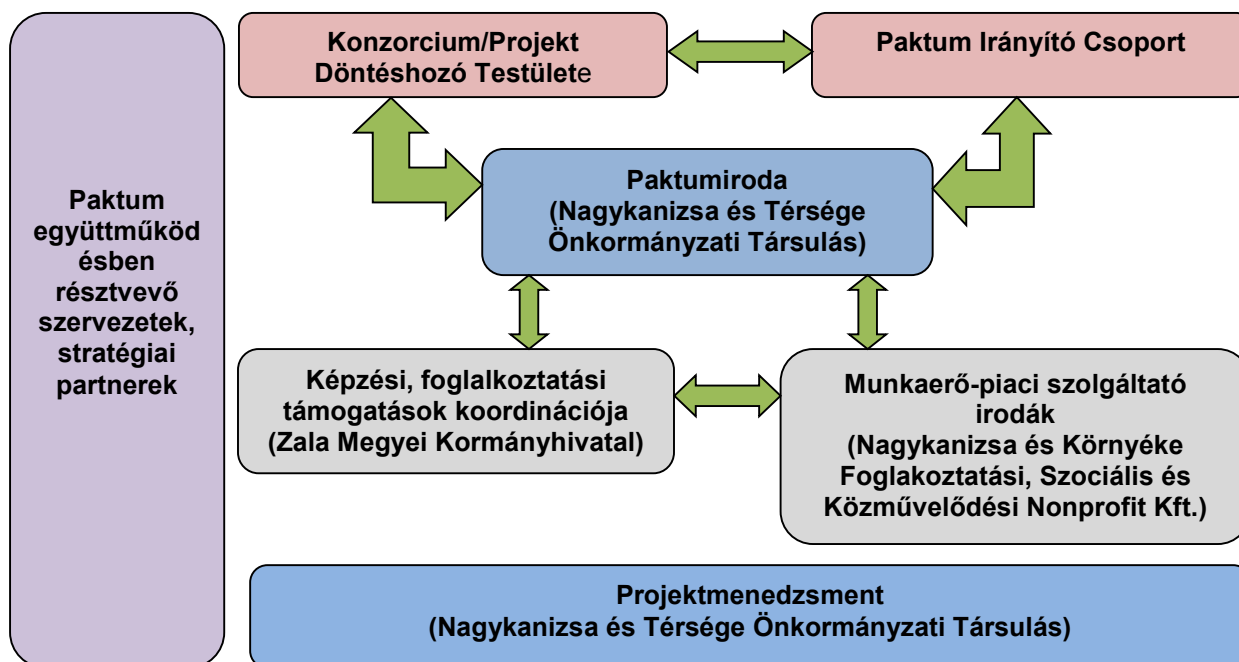 Paktum
együttműköd
ésben
résztvevő
szervezetek,
stratégiai
partnerek
Konzorcium/Projekt
Döntéshozó Testülete
Paktum Irányító Csoport
Paktumiroda
(Nagykanizsa és Térsége
Önkormányzati Társulás)
Képzési, foglalkoztatási
támogatások koordinációja
(Zala Megyei Kormányhivatal)
Munkaerő-piaci szolgáltató
irodák
(Nagykanizsa és Környéke
Foglakoztatási, Szociális és
Közművelődési Nonprofit Kft.)
Projektmenedzsment
(Nagykanizsa és Térsége Önkormányzati Társulás)